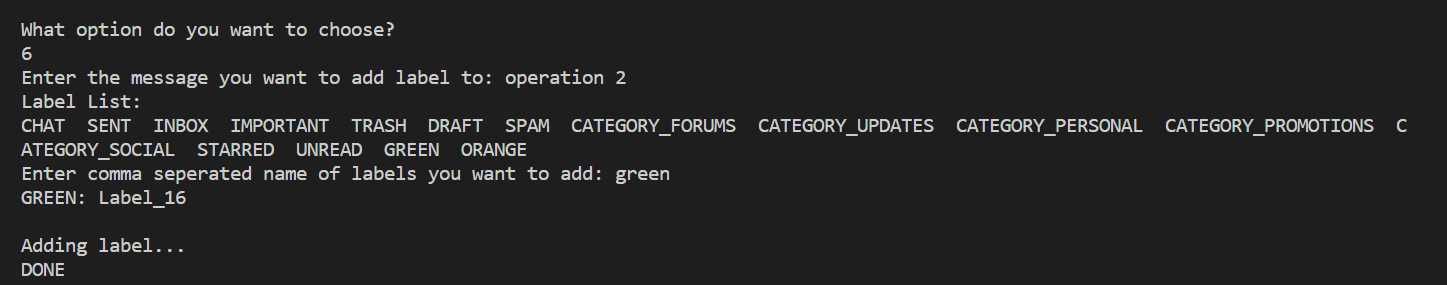 What option do you want to choose?
6
Enter the message you want to add label to: operation 2
Label List:
CHAT  SENT  INBOX  IMPORTANT  TRASH  DRAFT  SPAM  CATEGORY_FORUMS  CATEGORY_UPDATES  CATEGORY_PERSONAL  CATEGORY_PROMOTIONS  C
ATEGORY_SOCIAL  STARRED  UNREAD  GREEN  ORANGE
Enter comma seperated name of labels you want to add: green
GREEN: Label_16
Adding label...
DONE